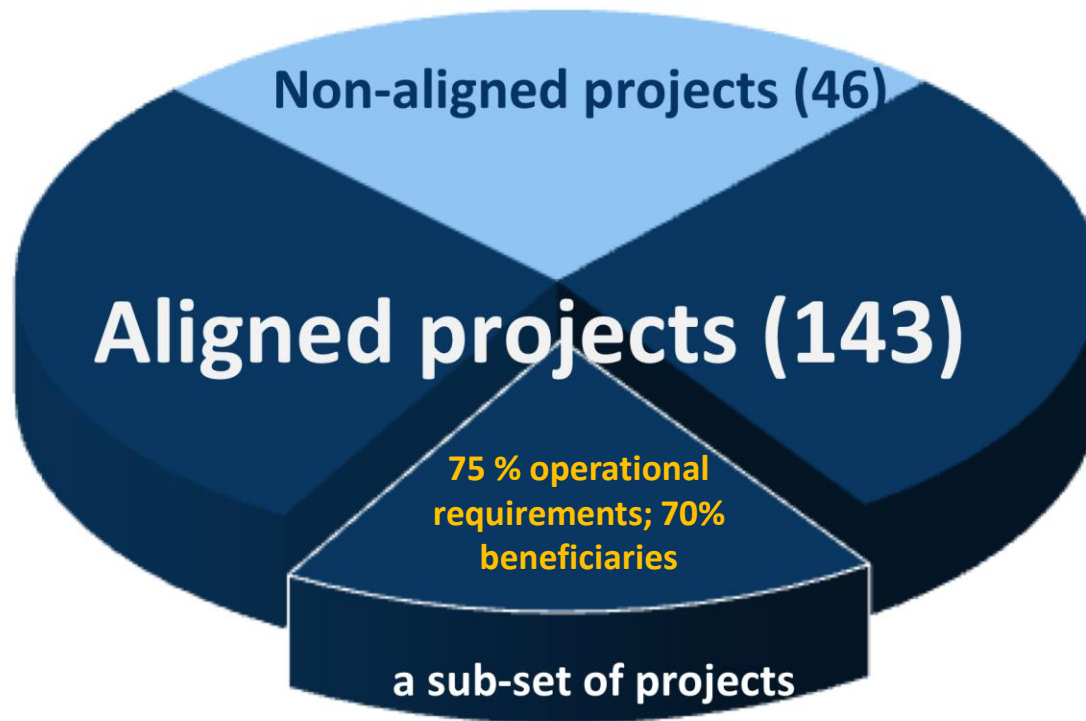 Non-aligned projects (46)
Aligned projects (143)
75 % operational
requirements; 70%
beneficiaries
a sub-set of projects